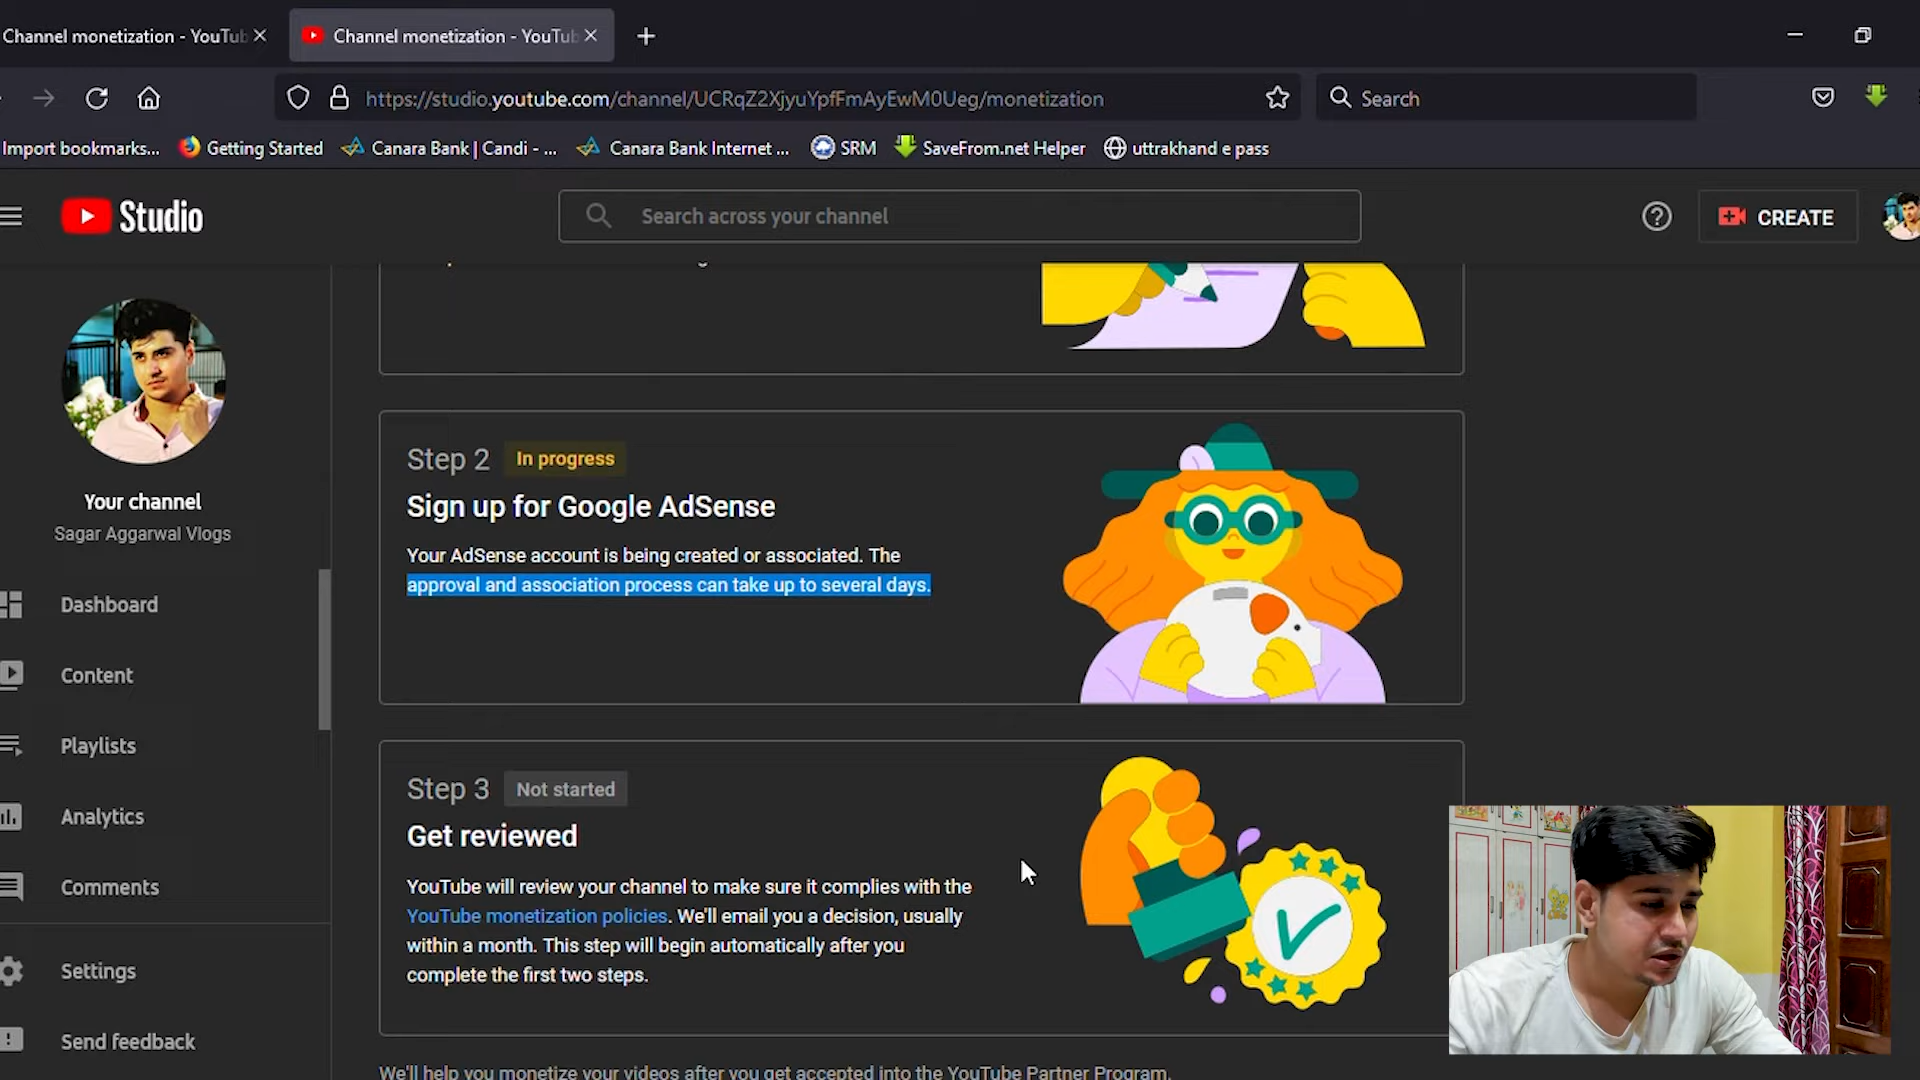 Channel monetization - YouTub
Channel monetization - YouTub
https://studio.youtube.com/channel/UCRqZ2XjyuYpfFmAyEwM0Ueg/monetization
Search
Import bookmarks...
Getting Started
Canara Bank | Candi - ...
Canara Bank Internet ...
SRM
SaveFrom.net Helper
uttrakhand e pass
Studio
Search across your channel
CREATE
Your channel
Sagar Aggarwal Vlogs
Dashboard
Content
Playlists
Analytics
Comments
Settings
Send feedback
Step 2 In progress
Sign up for Google AdSense
Your AdSense account is being created or associated. The
approval and association process can take up to several days.
Step 3 Not started
Get reviewed
YouTube will review your channel to make sure it complies with the
YouTube monetization policies. We'll email you a decision, usually
within a month. This step will begin automatically after you
complete the first two steps.
We'll help you monetize your videos after you get accepted into the YouTube Partner Program.